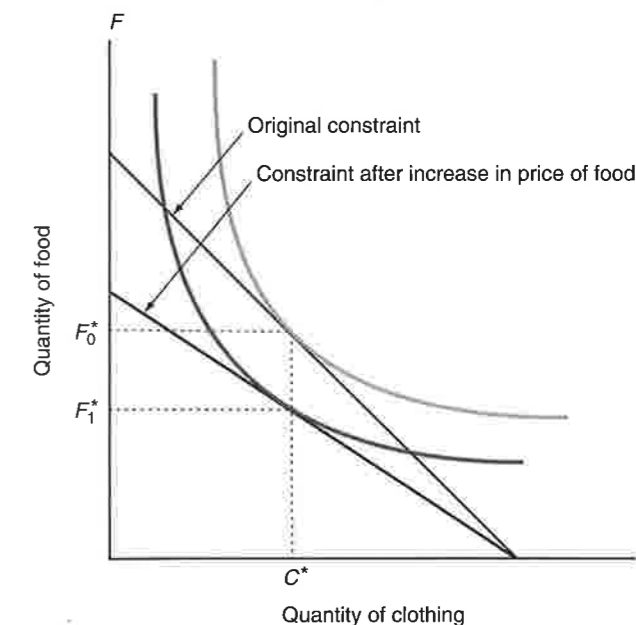 F
Original constraint
Constraint after increase in price of food
Quantity of food
F₀*
F₁*
C*
Quantity of clothing